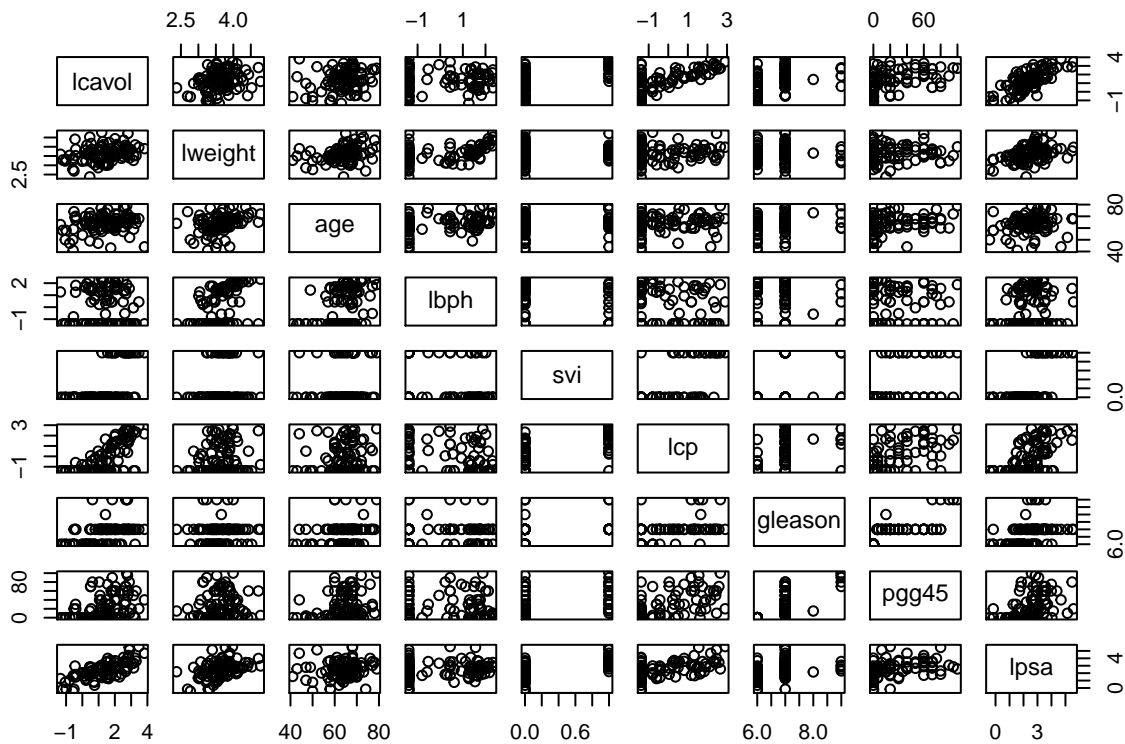 2.5 4.0 −1 1 −1 1 3 0 60
lcavol −1 4
2.5 lweight
age 40 80
−1 2 lbph
svi 0.0
−1 3 lcp
gleason 6.0
0 80 pgg45
lpsa 0 4
−1 2 4 40 60 80 0.0 0.6 6.0 8.0 0 3